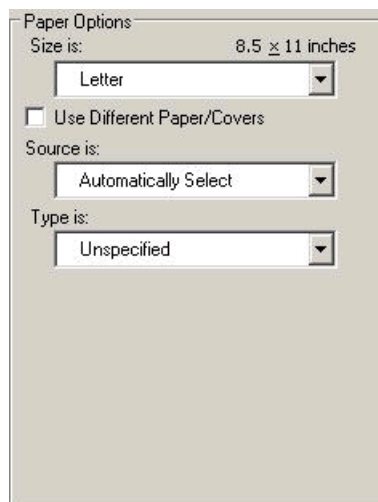 Paper Options
Size is: 8.5 x 11 inches
Letter
Use Different Paper/Covers
Source is:
Automatically Select
Type is:
Unspecified